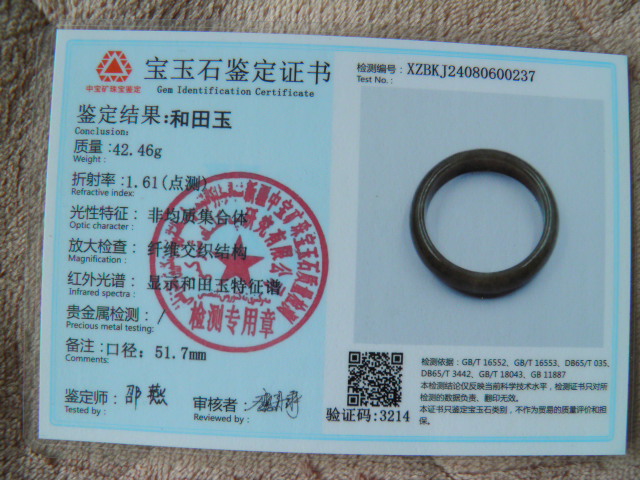 中宝矿珠宝鉴定
宝玉石鉴定证书
Gem Identification Certificate
检测编号: XZBKJ24080600237
Test No.:
鉴定结果:和田玉
Conclusion:
质量:42.46g
Weight:
折射率:1.61(点测)
Refractive index:
光性特征: 非均质集合体
Optic character:
放大检查: 纤维交织结构
Magnification:
红外光谱: 显示和田玉特征谱
Infrared spectra:
贵金属检测: /
Precious metal testing:
备注: 口径: 51.7mm
Comments:
鉴定师: 邵燕
Tested by:
审核者:
Reviewed by:
检测专用章
验证码:3214
检测依据: GB/T 16552、GB/T 16553、DB65/T 035、
DB65/T 3442、GB/T 18043、GB 11887
本检测结论仅反映当前科学技术水平,检测证书只对所
检测的数据负责。翻印无效。
本证书只鉴定宝玉石类别,不作为贸易的质量评价和担
保。